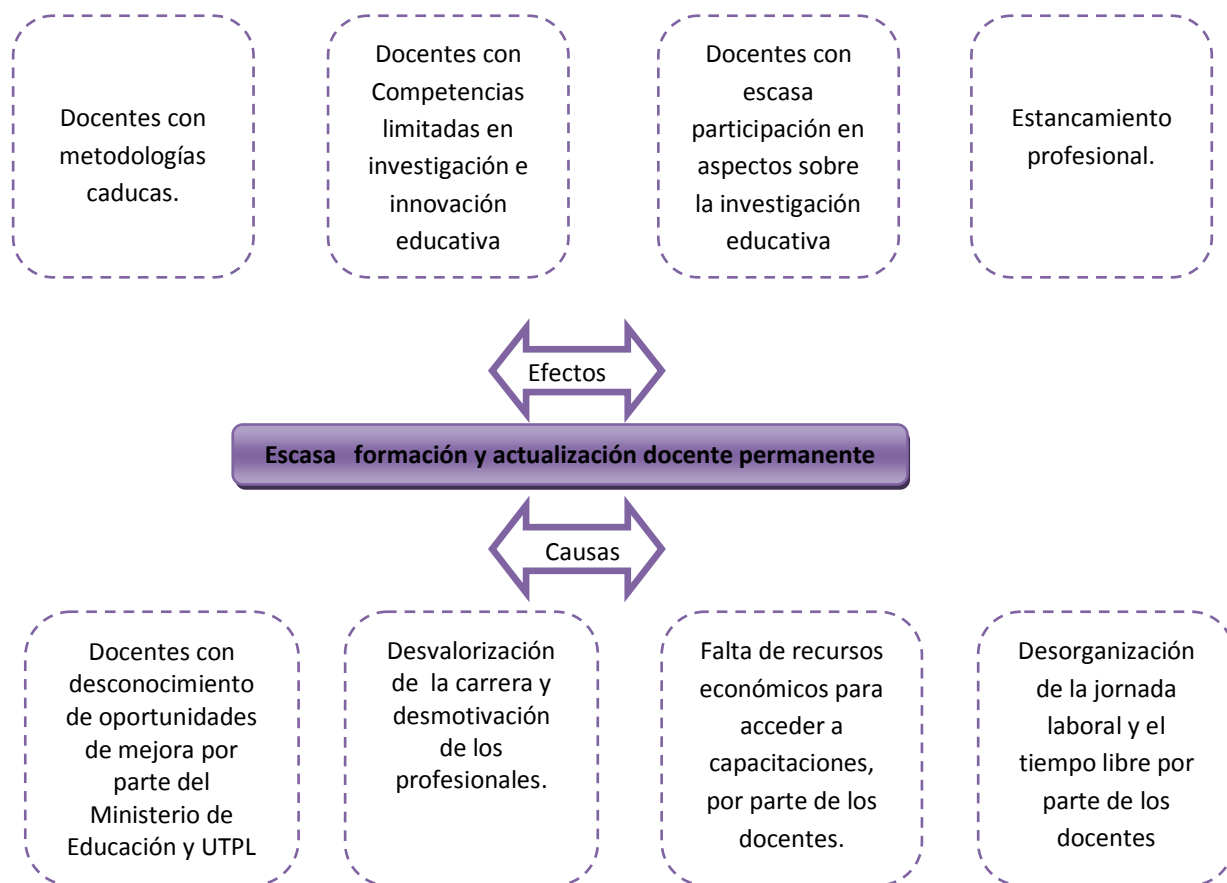 Docentes con
metodologías
caducas.
Docentes con
Competencias
limitadas en
investigación e
innovación
educativa
Docentes con
escasa
participación en
aspectos sobre
la investigación
educativa
Estancamiento
profesional.
Efectos
Escasa formación y actualización docente permanente
Causas
Docentes con
desconocimiento
de oportunidades
de mejora por
parte del
Ministerio de
Educación y UTPL
Desvalorización
de la carrera y
desmotivación
de los
profesionales.
Falta de recursos
económicos para
acceder a
capacitaciones,
por parte de los
docentes.
Desorganización
de la jornada
laboral y el
tiempo libre por
parte de los
docentes